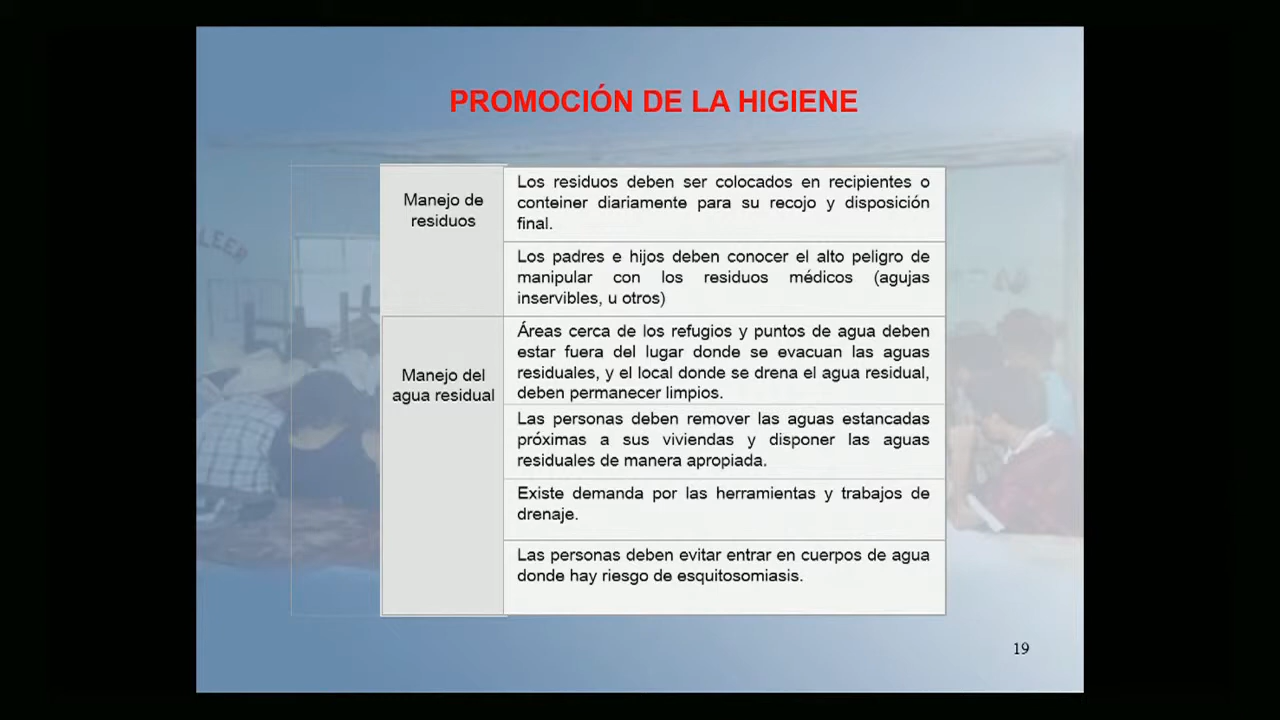 PROMOCIÓN DE LA HIGIENE
Manejo de
residuos
Los residuos deben ser colocados en recipientes o
conteiner diariamente para su recojo y disposición
final.
Los padres e hijos deben conocer el alto peligro de
manipular con los residuos médicos (agujas
inservibles, u otros)
Manejo del
agua residual
Áreas cerca de los refugios y puntos de agua deben
estar fuera del lugar donde se evacuan las aguas
residuales, y el local donde se drena el agua residual,
deben permanecer limpios.
Las personas deben remover las aguas estancadas
próximas a sus viviendas y disponer las aguas
residuales de manera apropiada.
Existe demanda por las herramientas y trabajos de
drenaje.
Las personas deben evitar entrar en cuerpos de agua
donde hay riesgo de esquitosomiasis.
19